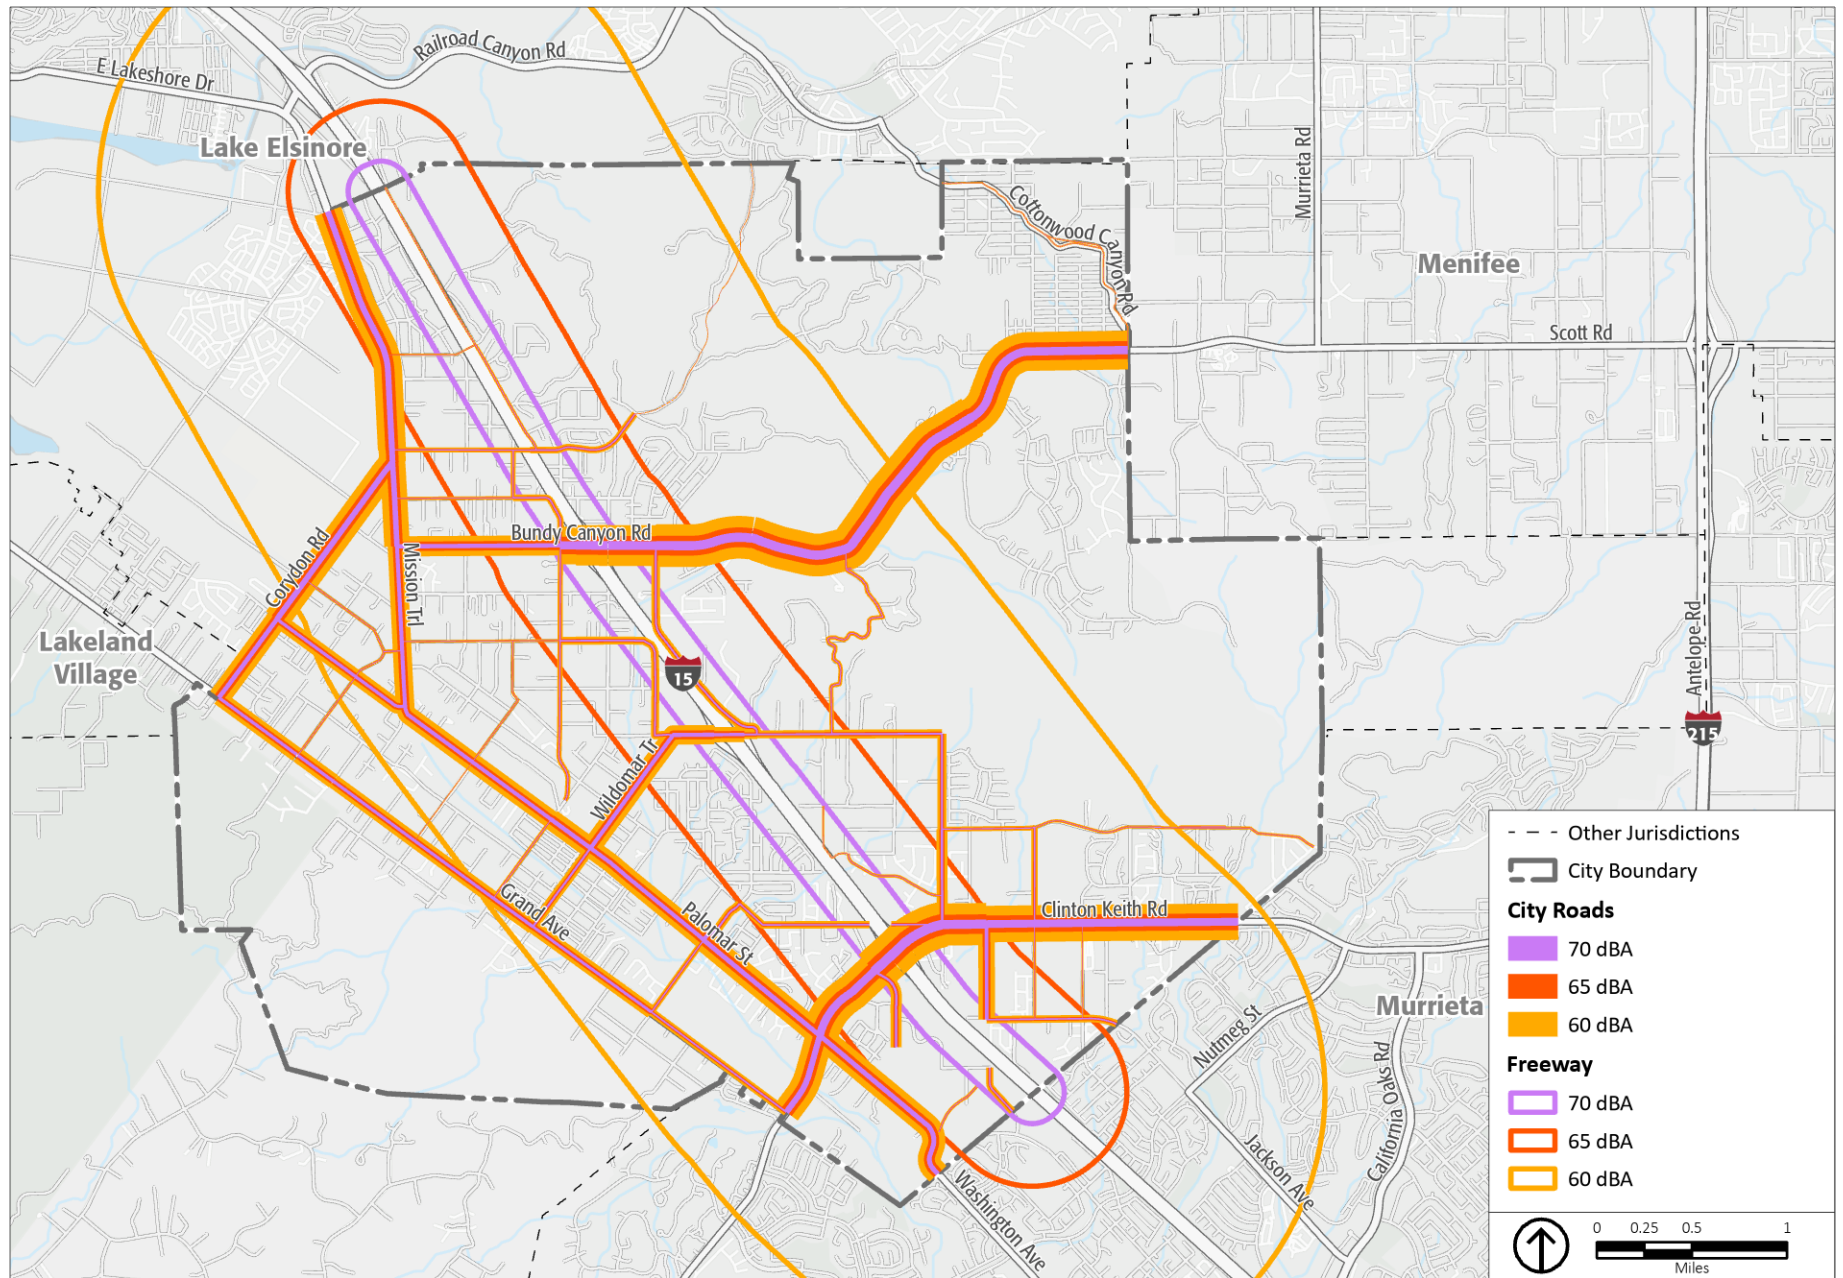 Railroad Canyon Rd
E Lakeshore Dr
Lake Elsinore
Murrieta Rd
Cottonwood Canyon Rd
Menifee
Scott Rd
Bundy Canyon Rd
Corydon Rd
Mission Trl
Lakeland
Village
15
Antelope Rd
215
Wildomar Tr
Grand Ave
Palomar St
Clinton Keith Rd
Murrieta
Nutmeg St
California Oaks Rd
Jackson Ave
Washington Ave
Other Jurisdictions
City Boundary
City Roads
70 dBA
65 dBA
60 dBA
Freeway
70 dBA
65 dBA
60 dBA
0 0.25 0.5 1
Miles